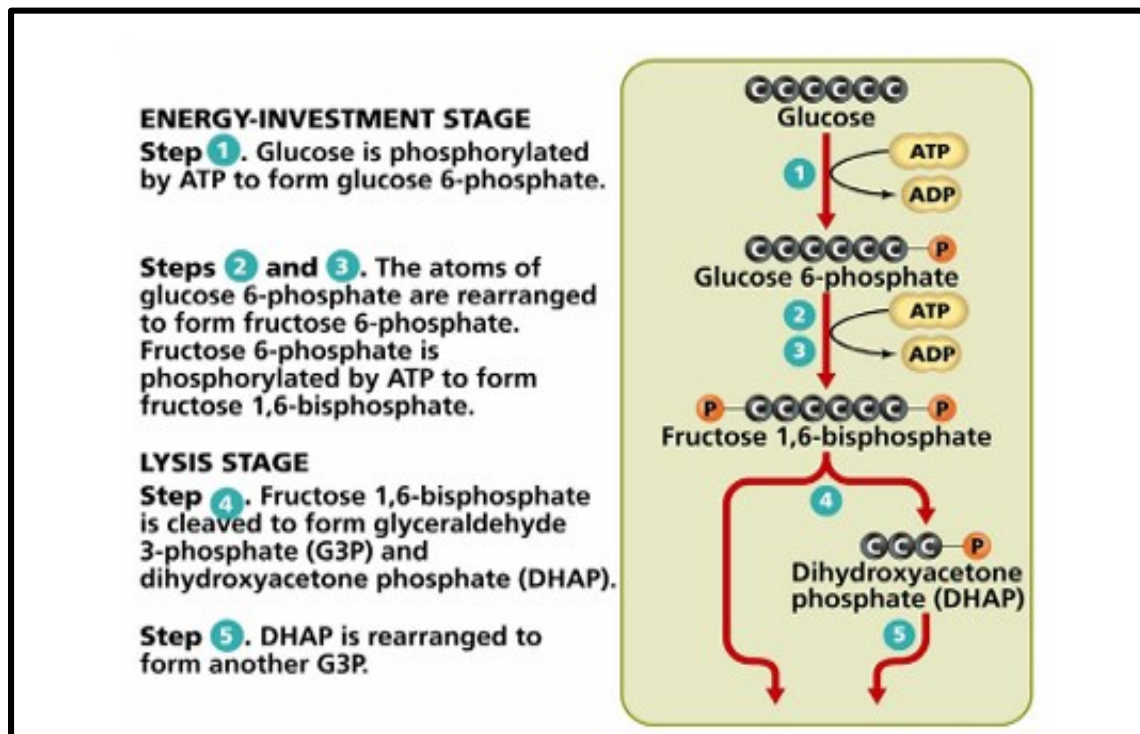 ENERGY-INVESTMENT STAGE
Step 1. Glucose is phosphorylated
by ATP to form glucose 6-phosphate.
Steps 2 and 3. The atoms of
glucose 6-phosphate are rearranged
to form fructose 6-phosphate.
Fructose 6-phosphate is
phosphorylated by ATP to form
fructose 1,6-bisphosphate.
LYSIS STAGE
Step 4. Fructose 1,6-bisphosphate
is cleaved to form glyceraldehyde
3-phosphate (G3P) and
dihydroxyacetone phosphate (DHAP).
Step 5. DHAP is rearranged to
form another G3P.
C C C C C C
Glucose
ATP
1
ADP
C C C C C C P
Glucose 6-phosphate
2
ATP
3
ADP
P C C C C C C P
Fructose 1,6-bisphosphate
4
C C C P
Dihydroxyacetone
phosphate (DHAP)
5